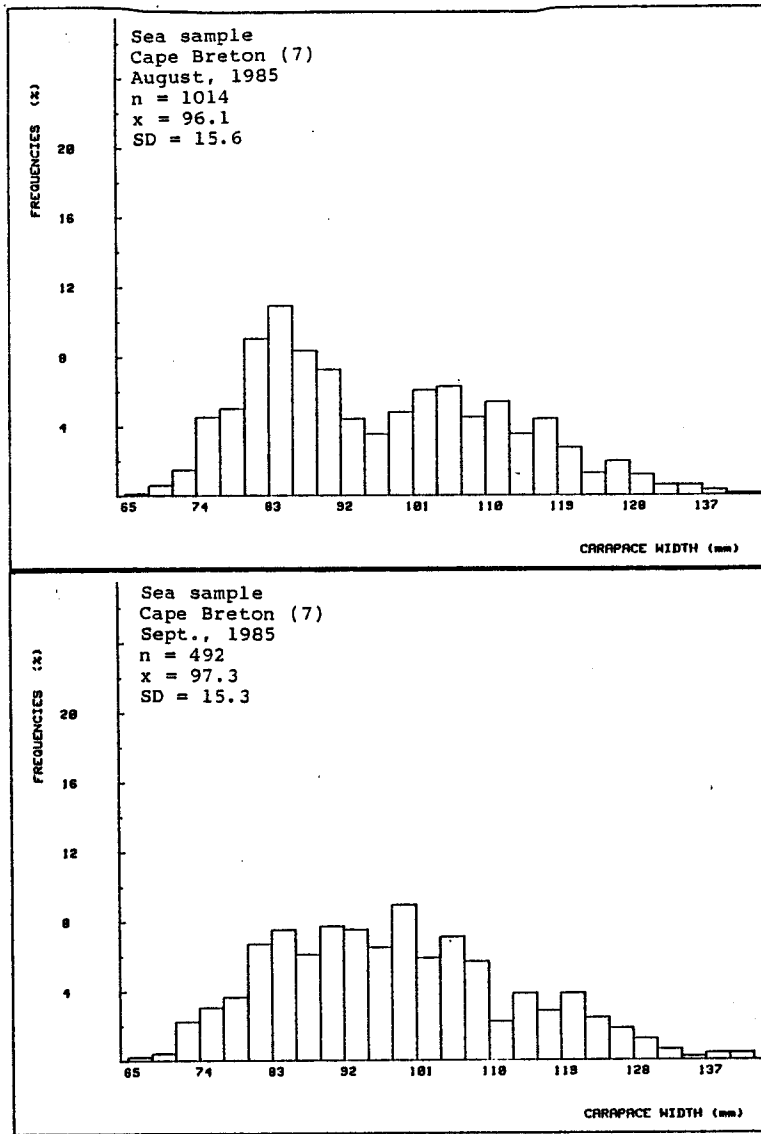 Sea sample
Cape Breton (7)
August, 1985
n = 1014
x = 96.1
SD = 15.6
FREQUENCIES (%)
20
16
12
8
4
65 74 83 92 101 110 119 128 137
CARAPACE WIDTH (mm)
Sea sample
Cape Breton (7)
Sept., 1985
n = 492
x = 97.3
SD = 15.3
FREQUENCIES (%)
20
16
12
8
4
65 74 83 92 101 110 119 128 137
CARAPACE WIDTH (mm)